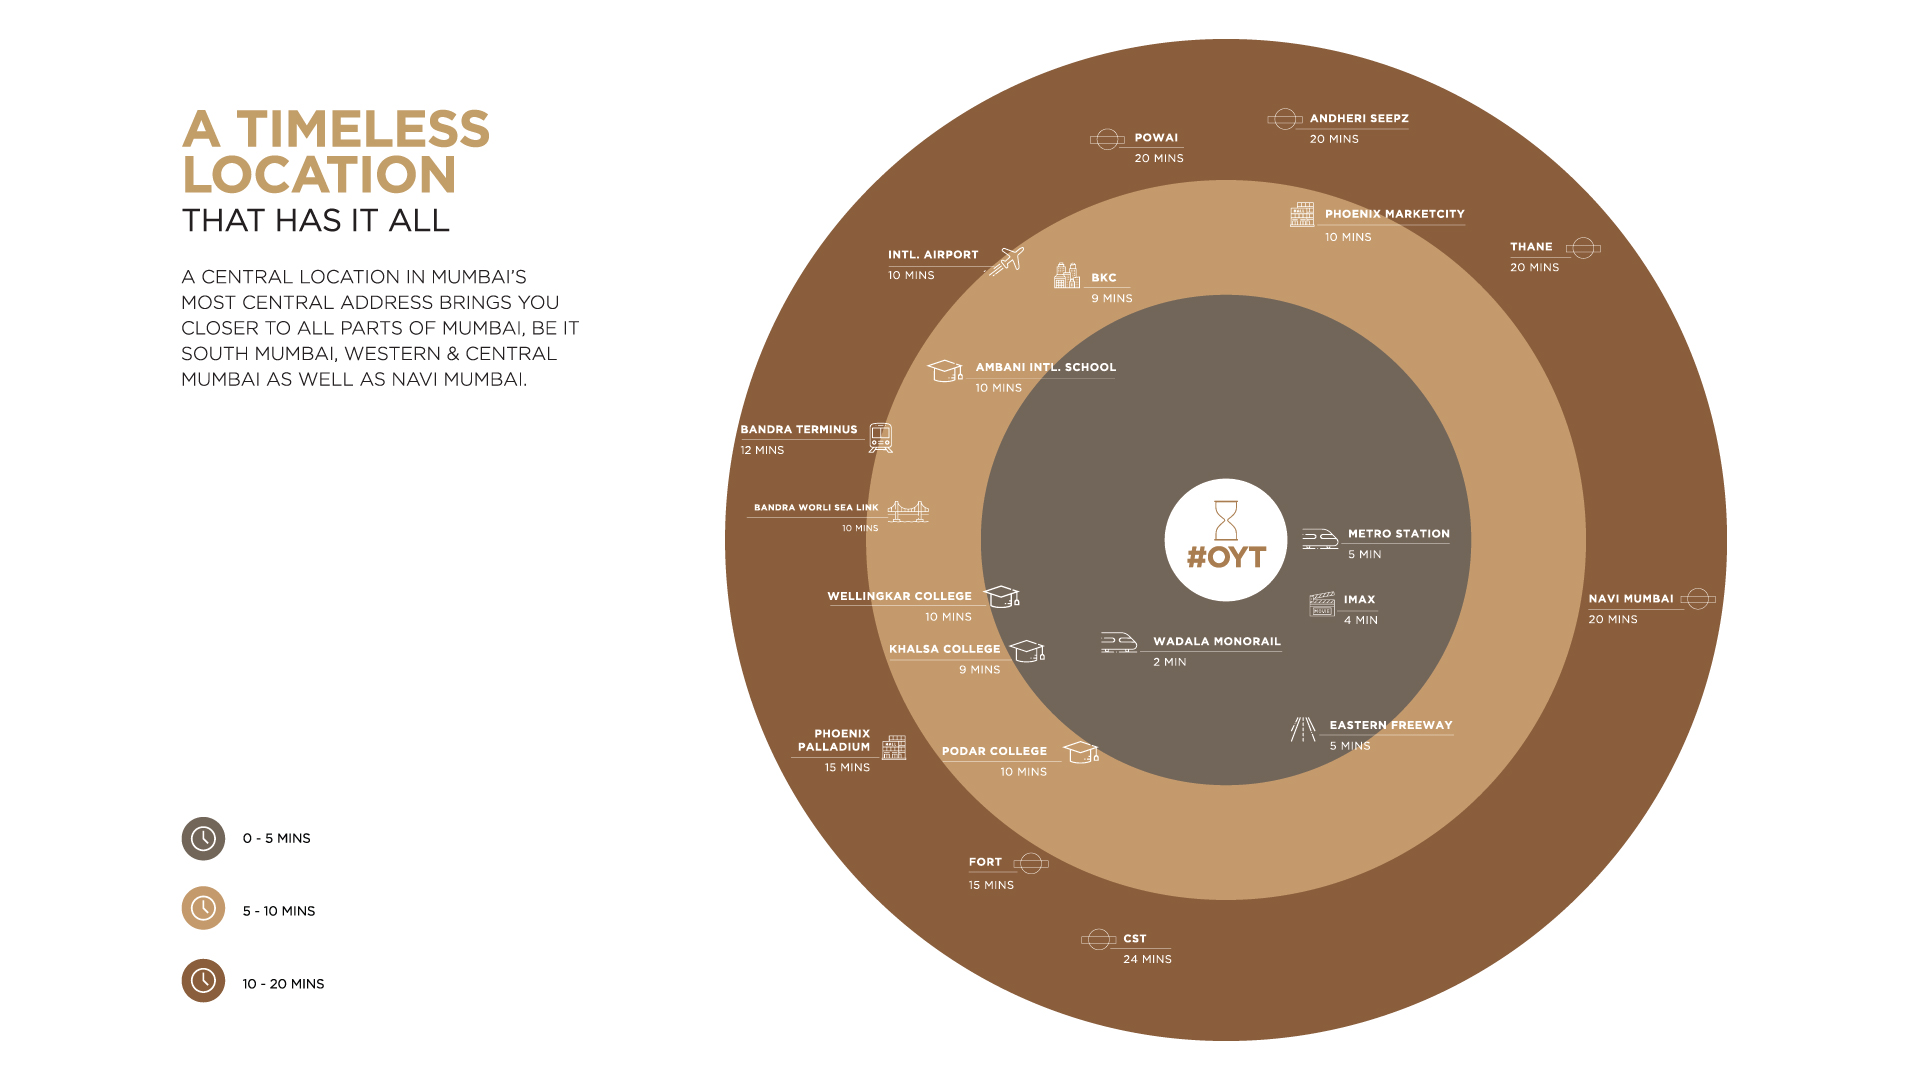 A TIMELESS
LOCATION
THAT HAS IT ALL
A CENTRAL LOCATION IN MUMBAI'S
MOST CENTRAL ADDRESS BRINGS YOU
CLOSER TO ALL PARTS OF MUMBAI, BE IT
SOUTH MUMBAI, WESTERN & CENTRAL
MUMBAI AS WELL AS NAVI MUMBAI.
0 - 5 MINS
5 - 10 MINS
10 - 20 MINS
ANDHERI SEEPZ
20 MINS
POWAI
20 MINS
PHOENIX MARKETCITY
10 MINS
THANE
20 MINS
INTL. AIRPORT
10 MINS
BKC
9 MINS
AMBANI INTL. SCHOOL
10 MINS
BANDRA TERMINUS
12 MINS
BANDRA WORLI SEA LINK
10 MINS
#OYT
METRO STATION
5 MIN
IMAX
4 MIN
MOVIE
WELLINGKAR COLLEGE
10 MINS
NAVI MUMBAI
20 MINS
KHALSA COLLEGE
9 MINS
WADALA MONORAIL
2 MIN
EASTERN FREEWAY
5 MINS
PHOENIX
PALLADIUM
15 MINS
PODAR COLLEGE
10 MINS
FORT
15 MINS
CST
24 MINS